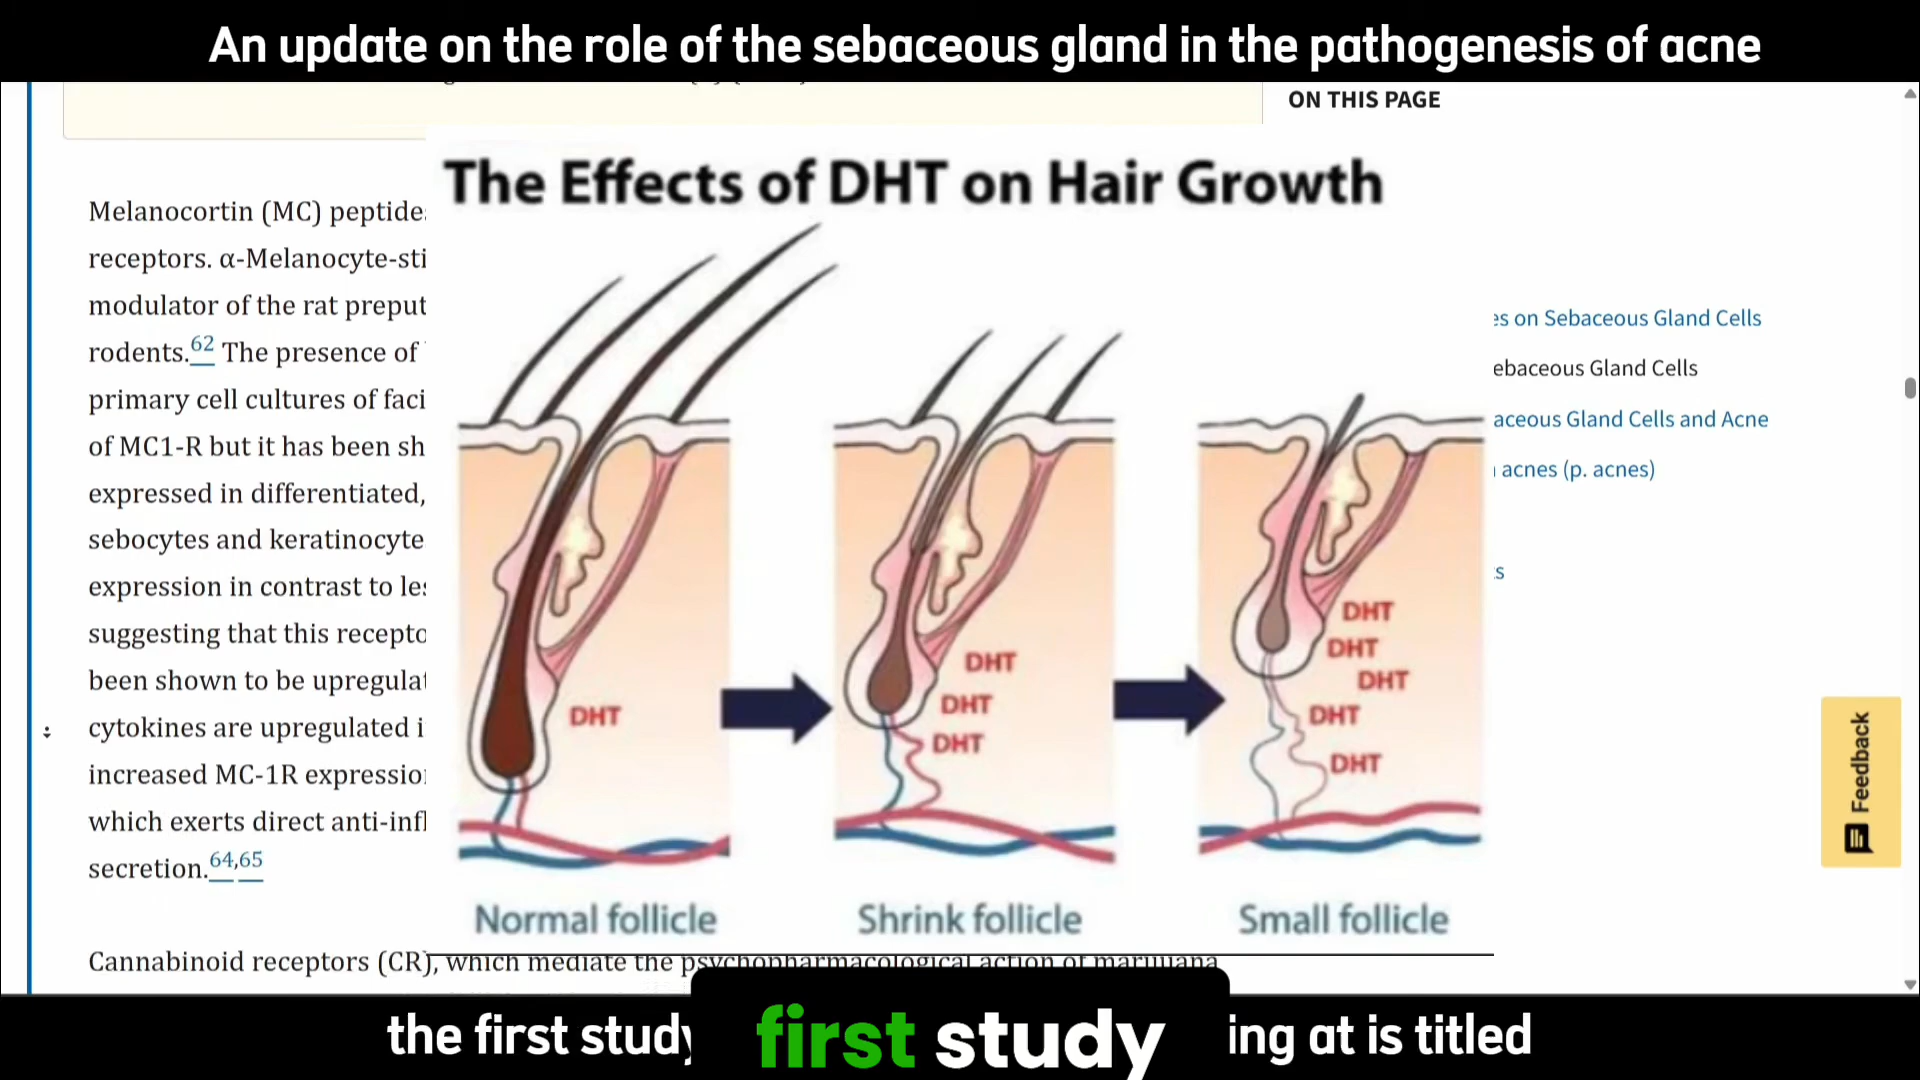 An update on the role of the sebaceous gland in the pathogenesis of acne
ON THIS PAGE
The Effects of DHT on Hair Growth
Melanocortin (MC)
receptors. α-Melanocyte-sti
modulator of the rat preput
rodents.62 The presence of
primary cell cultures of faci
of MC1-R but it has been sh
expressed in differentiated,
sebocytes and keratinocyte
expression in contrast to les
suggesting that this recepto
been shown to be upregulat
cytokines are upregulated i
increased MC-1R expressio
which exerts direct anti-infl
secretion.64,65
Cannabinoid receptors (CR), which mediate the psychopharmacological action of marijuana
es on Sebaceous Gland Cells
ebaceous Gland Cells
aceous Gland Cells and Acne
acnes (p. acnes)
s
DHT
DHT
DHT
DHT
DHT
DHT
DHT
DHT
DHT
Normal follicle
Shrink follicle
Small follicle
Feedback
the first study
first study
ing at is titled